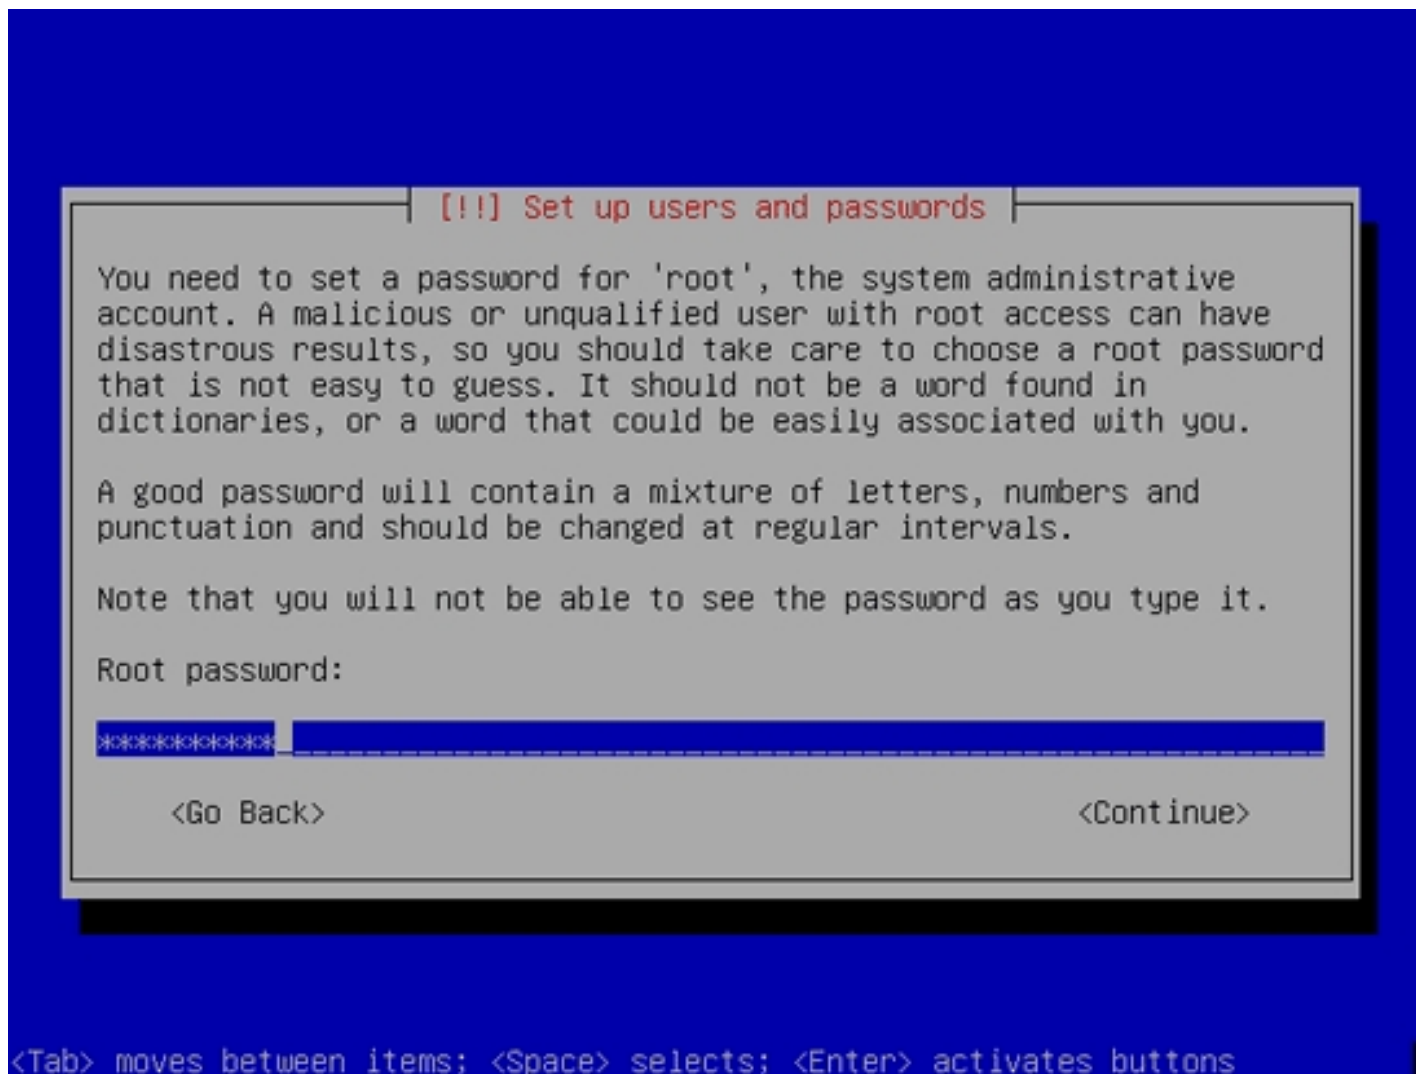 [!!] Set up users and passwords
You need to set a password for 'root', the system administrative
account. A malicious or unqualified user with root access can have
disastrous results, so you should take care to choose a root password
that is not easy to guess. It should not be a word found in
dictionaries, or a word that could be easily associated with you.
A good password will contain a mixture of letters, numbers and
punctuation and should be changed at regular intervals.
Note that you will not be able to see the password as you type it.
Root password:
**********
<Go Back> <Continue>
<Tab> moves between items; <Space> selects; <Enter> activates buttons